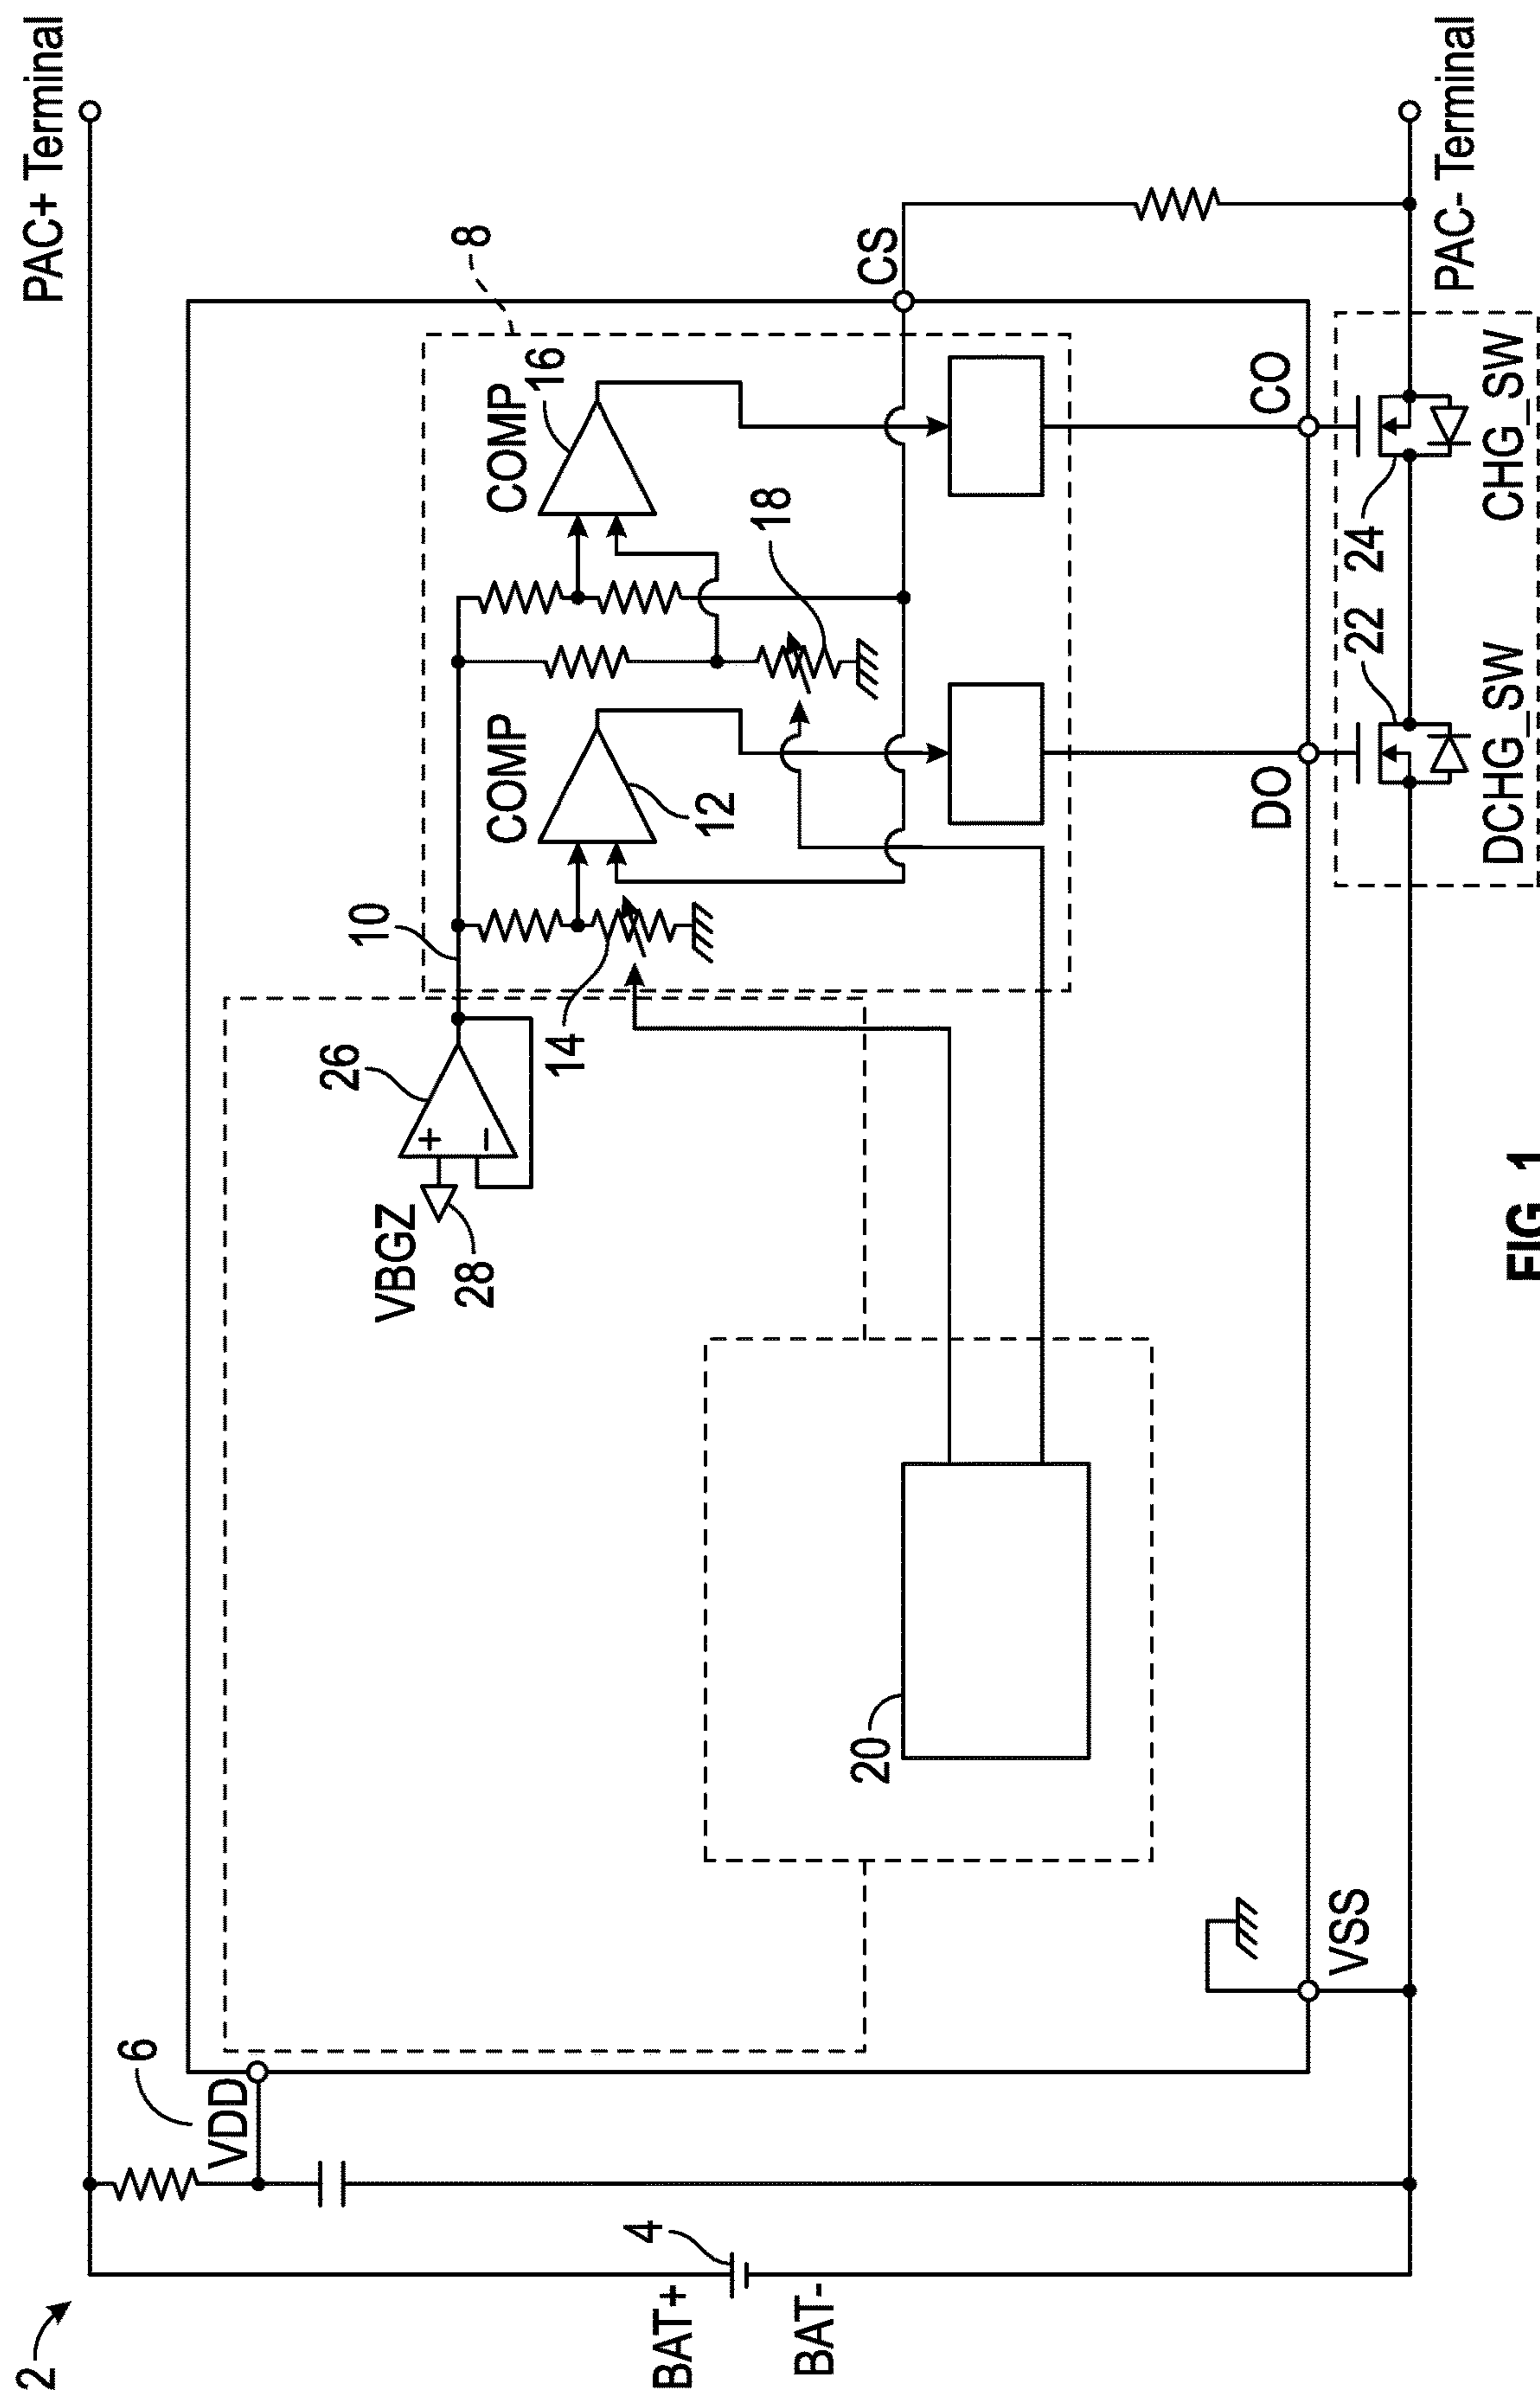 PAC+ Terminal
8
16
COMP
CS
18
COMP
12
10
26
14
VBGZ
28
20
CO
DO
24
22
CHG_SW
DCHG_SW
PAC- Terminal
VSS
6
VDD
4
BAT+
BAT-
2
FIG. 1